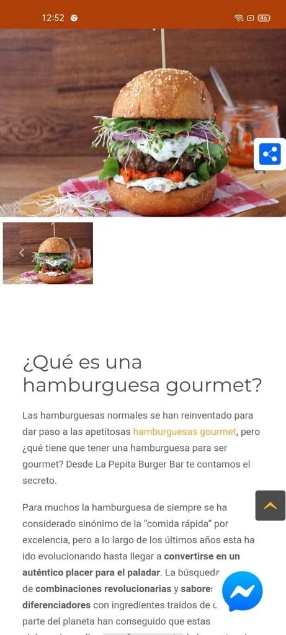 12:52
46
¿Qué es una
hamburguesa gourmet?
Las hamburguesas normales se han reinventado para
dar paso a las apetitosas hamburguesas gourmet, pero
¿qué tiene que tener una hamburguesa para ser
gourmet? Desde La Pepita Burger Bar te contamos el
secreto.
Para muchos la hamburguesa de siempre se ha
considerado sinónimo de la "comida rápida" por
excelencia, pero a lo largo de los últimos años esta ha
ido evolucionando hasta llegar a convertirse en un
auténtico placer para el paladar. La búsqueda
de combinaciones revolucionarias y sabores
diferenciadores con ingredientes traídos de
parte del planeta han conseguido que estas